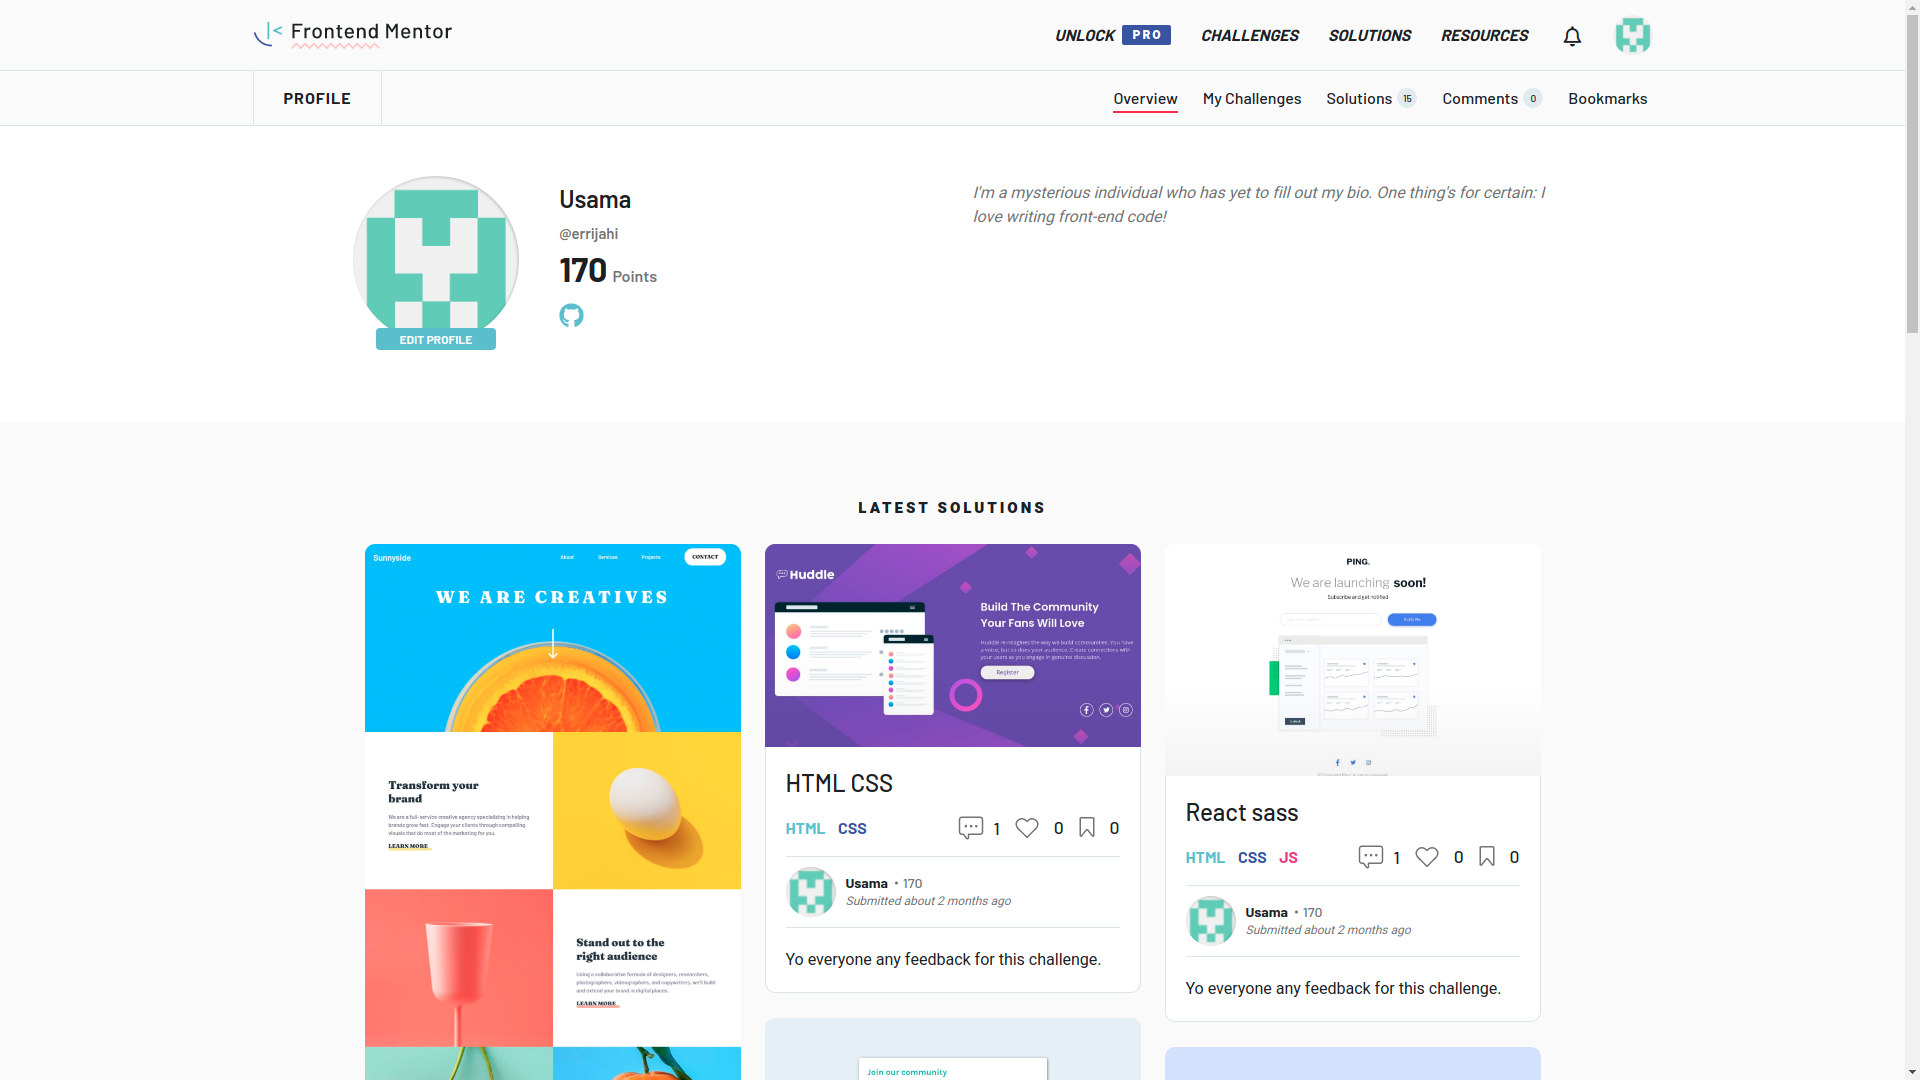 Frontend Mentor
UNLOCK PRO
CHALLENGES
SOLUTIONS
RESOURCES
PROFILE
Overview
My Challenges
Solutions 15
Comments 0
Bookmarks
Usama
@errijahi
170 Points
EDIT PROFILE
I'm a mysterious individual who has yet to fill out my bio. One thing's for certain: I
love writing front-end code!
LATEST SOLUTIONS
Sunnyside
About
Services
Projects
CONTACT
WE ARE CREATIVES
Transform your
brand
We are a full-service creative agency specializing in helping
brands grow fast. Engage your clients through compelling
visuals that do most of the marketing for you.
LEARN MORE
Stand out to the
right audience
Using a collaborative formula of designers, researchers,
photographers, videographers, and copywriters, we'll build
and extend your brand in digital places.
LEARN MORE
Huddle
Build The Community
Your Fans Will Love
Huddle re-imagines the way we build communities. You have
a voice, but so does your audience. Create connections with
your users as you engage in genuine discussion.
Register
HTML CSS
HTML CSS
1 0 0
Usama • 170
Submitted about 2 months ago
Yo everyone any feedback for this challenge.
Join our community
PING.
We are launching soon!
Subscribe and get notified
Notify Me
React sass
HTML CSS JS
1 0 0
Usama • 170
Submitted about 2 months ago
Yo everyone any feedback for this challenge.